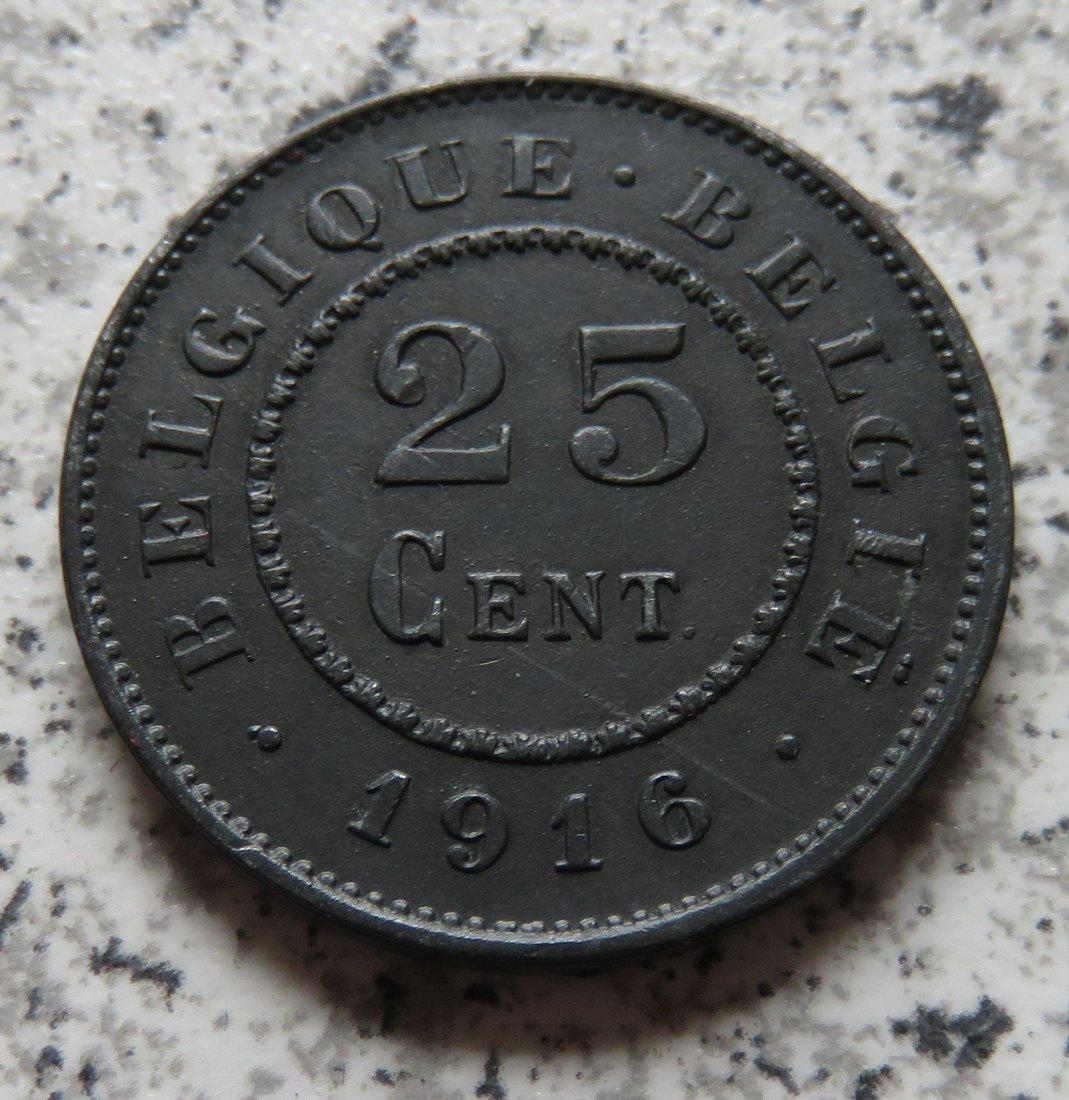 BELGIQUE · BELGIË
25
CENT.
· 1916 ·